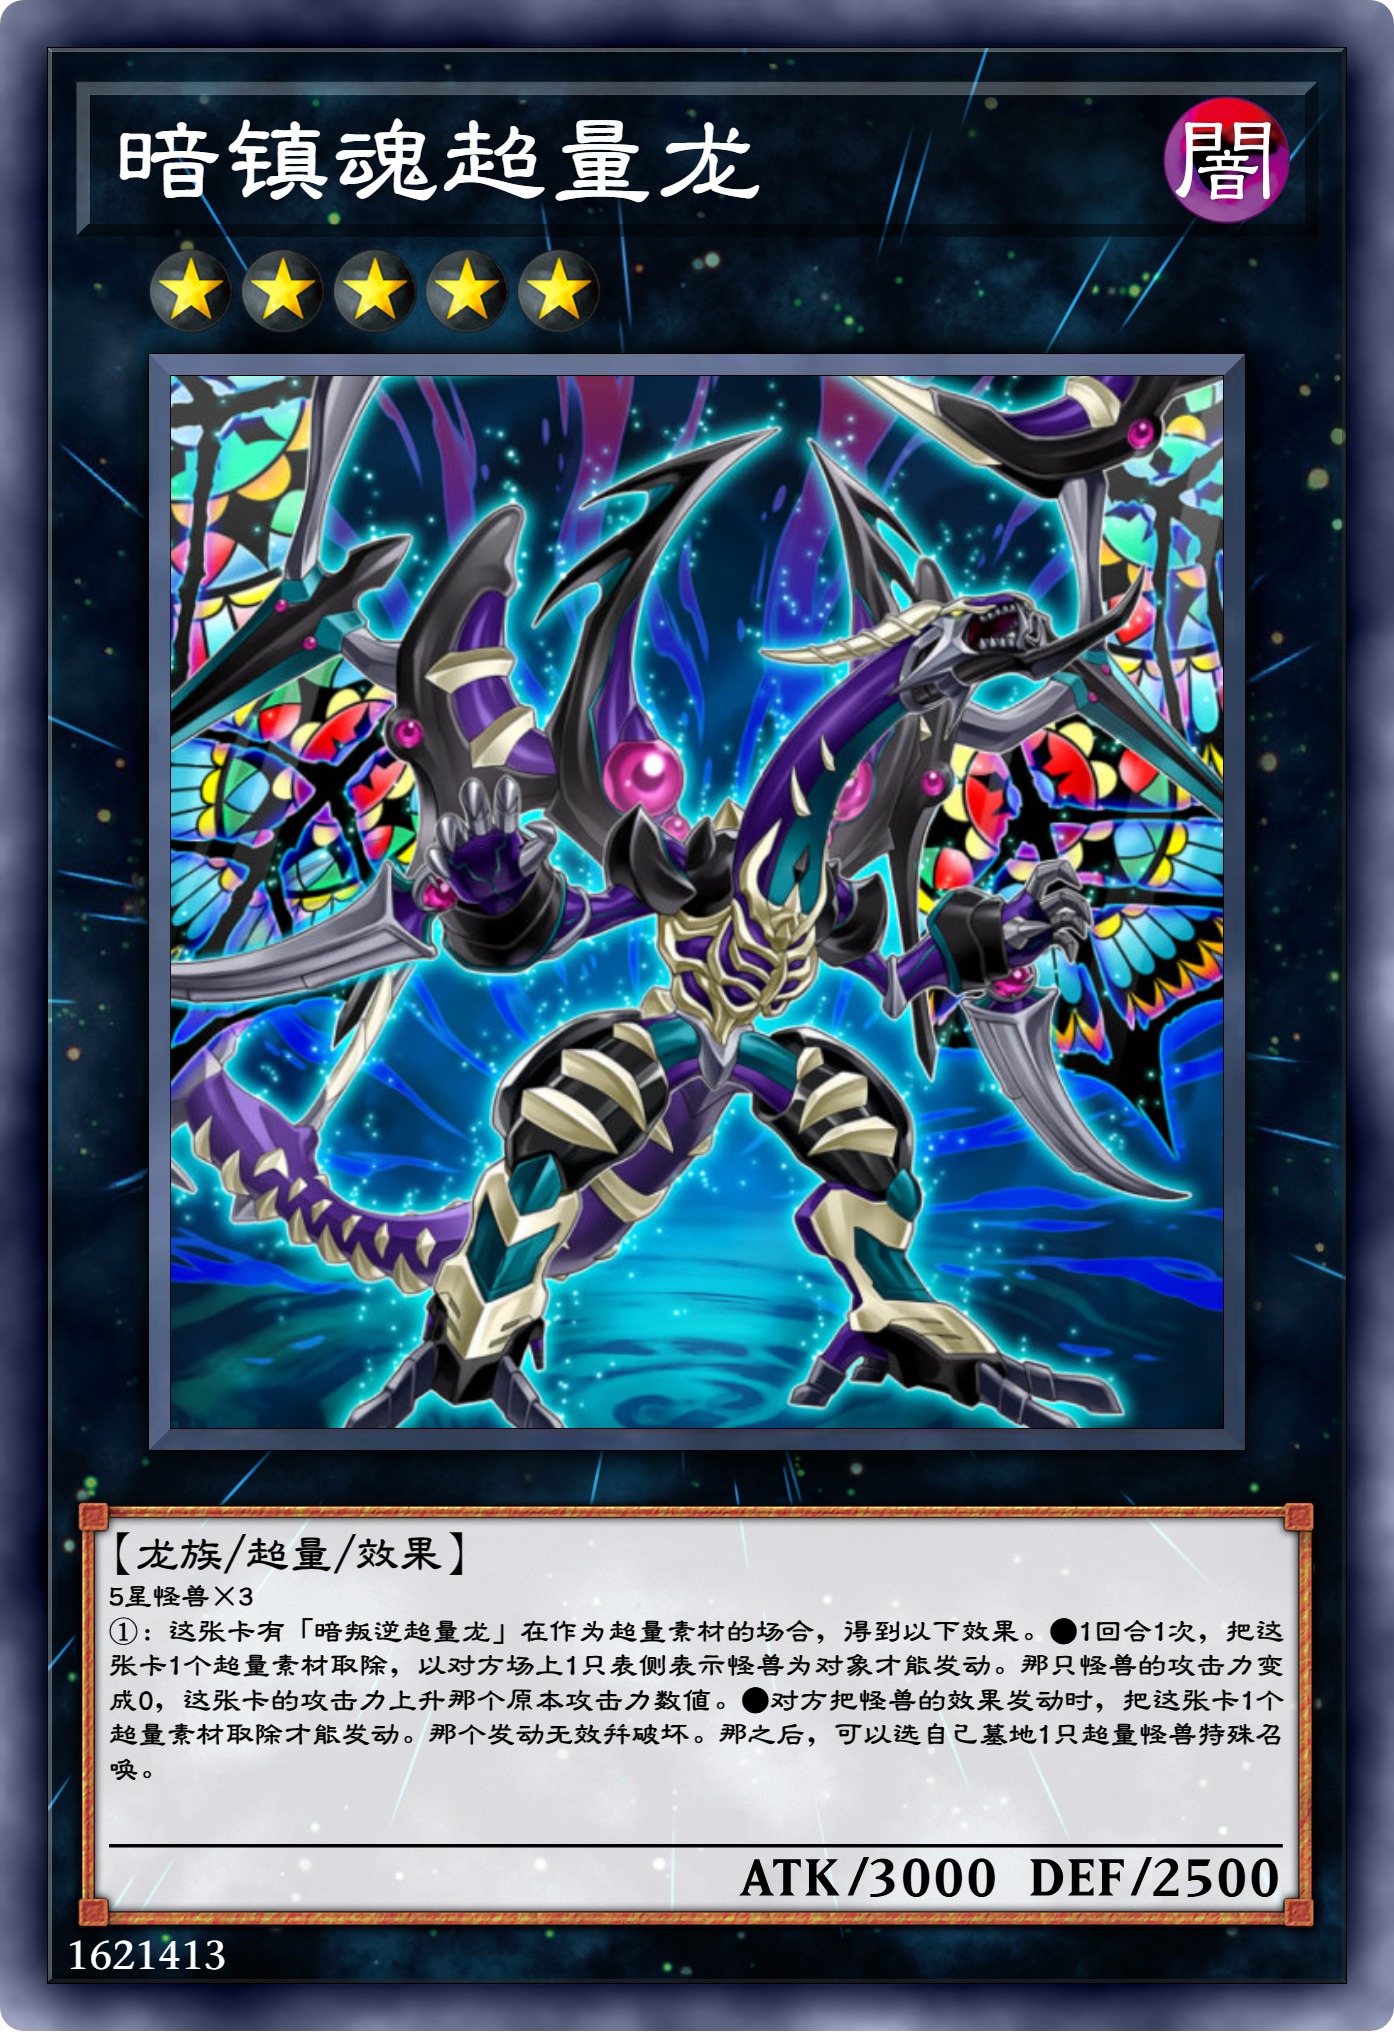 暗镇魂超量龙
闇
【龙族/超量/效果】
5星怪兽×3
①：这张卡有「暗叛逆超量龙」在作为超量素材的场合，得到以下效果。●1回合1次，把这
张卡1个超量素材取除，以对方场上1只表侧表示怪兽为对象才能发动。那只怪兽的攻击力变
成0，这张卡的攻击力上升那个原本攻击力数值。●对方把怪兽的效果发动时，把这张卡1个
超量素材取除才能发动。那个发动无效并破坏。那之后，可以选自己墓地1只超量怪兽特殊召
唤。
ATK/3000 DEF/2500
1621413